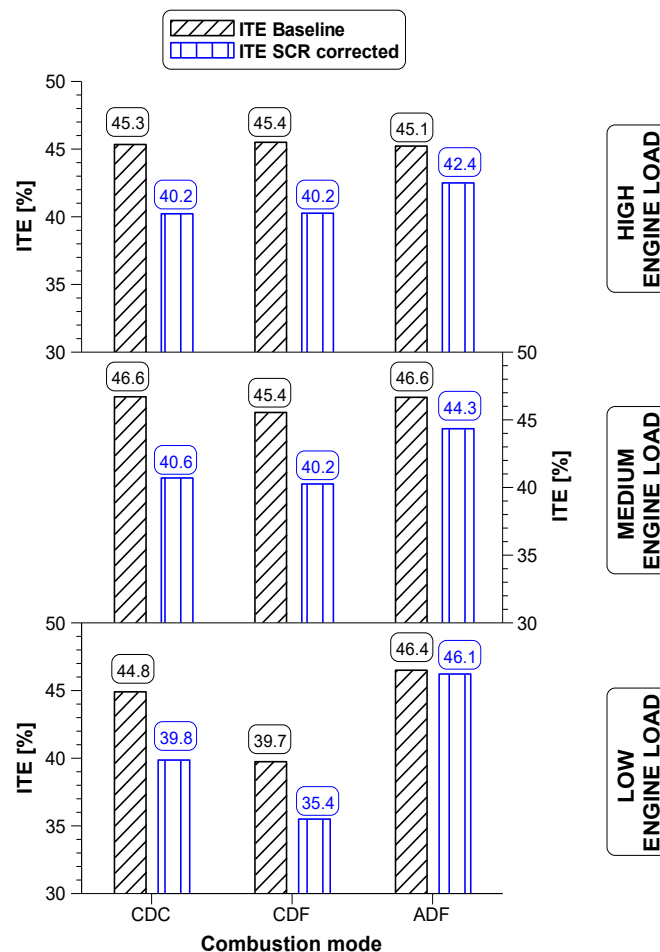 ITE Baseline
ITE SCR corrected
50
45
40
35
30
ITE [%]
45.3
40.2
45.4
40.2
45.1
42.4
HIGH
ENGINE LOAD
46.6
40.6
45.4
40.2
46.6
44.3
50
45
40
35
30
ITE [%]
MEDIUM
ENGINE LOAD
50
45
40
35
30
ITE [%]
44.8
39.8
39.7
35.4
46.4
46.1
LOW
ENGINE LOAD
CDC
CDF
ADF
Combustion mode